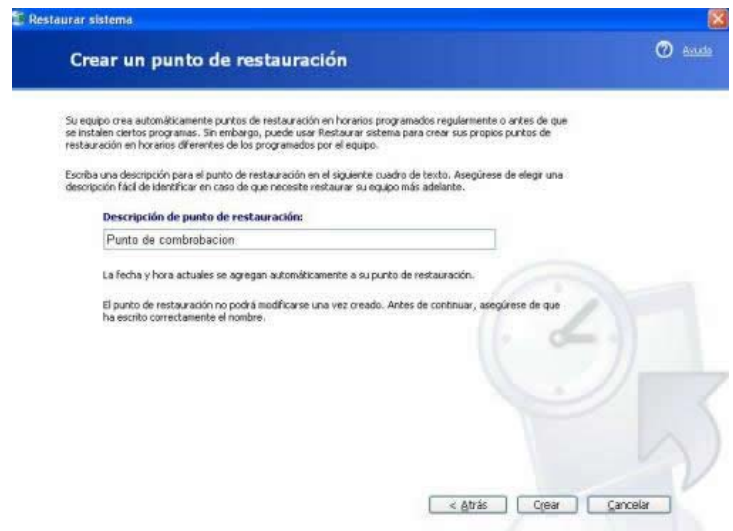 Restaurar sistema
Crear un punto de restauración
Ayuda
Su equipo crea automáticamente puntos de restauración en horarios programados regularmente o antes de que
se instalen ciertos programas. Sin embargo, puede usar Restaurar sistema para crear sus propios puntos de
restauración en horarios diferentes de los programados por el equipo.
Escriba una descripción para el punto de restauración en el siguiente cuadro de texto. Asegúrese de elegir una
descripción fácil de identificar en caso de que necesite restaurar su equipo más adelante.
Descripción de punto de restauración:
Punto de combrobacion
La fecha y hora actuales se agregan automáticamente a su punto de restauración.
El punto de restauración no podrá modificarse una vez creado. Antes de continuar, asegúrese de que
ha escrito correctamente el nombre.
< Atrás Crear Cancelar